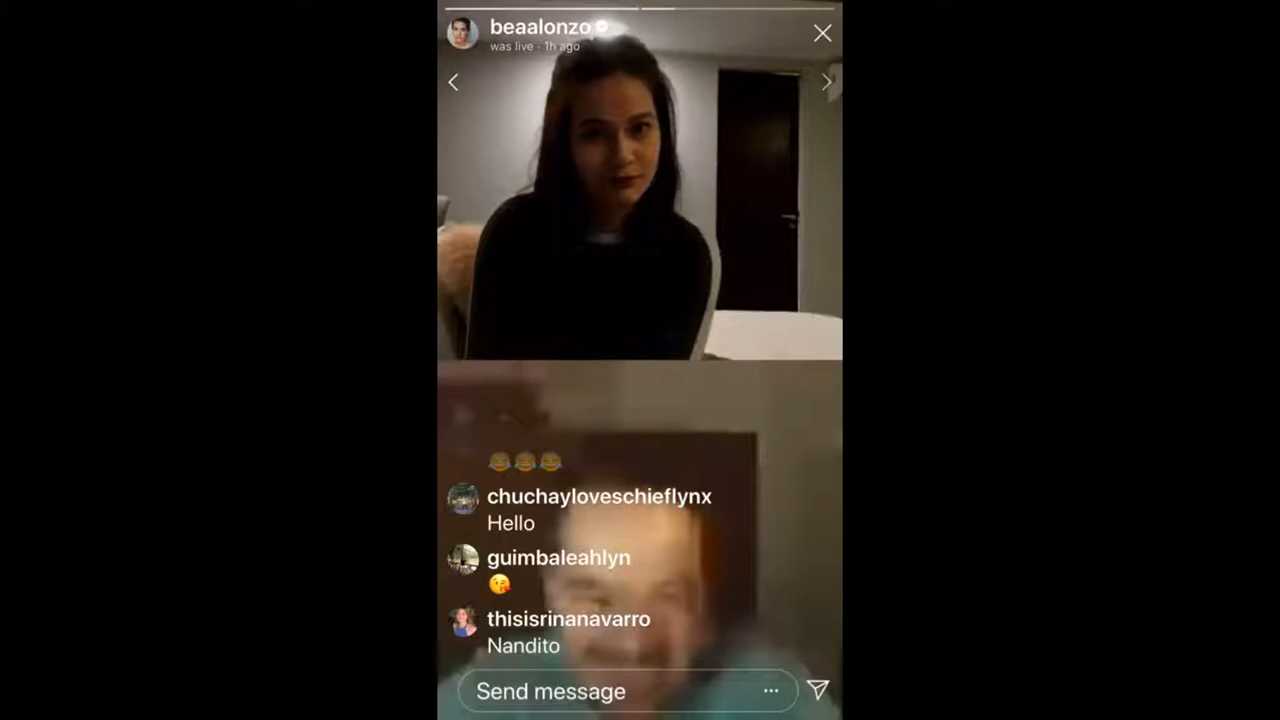 beaalonzo
was live · 1h ago
😂😂😂
chuchayloveschieflynx
Hello
guimbaleahlyn
😘
thisisrinanavarro
Nandito
Send message